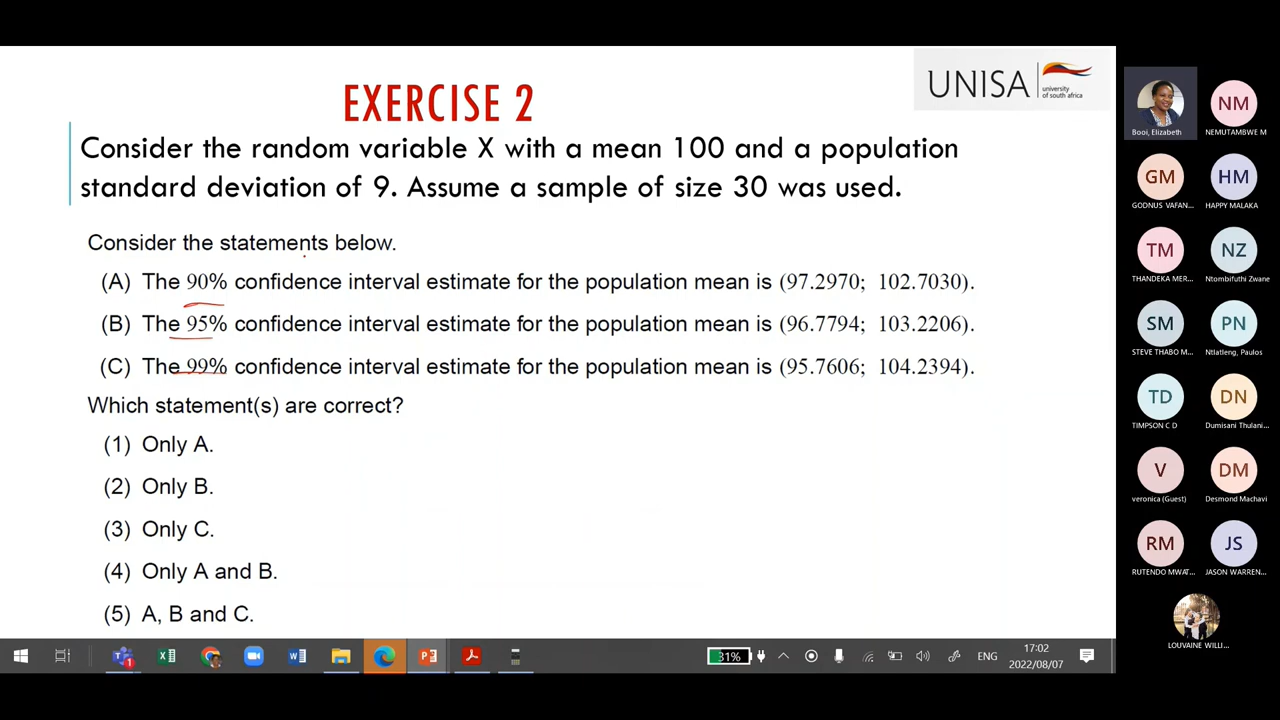 EXERCISE 2
UNISA
university
of south africa
Consider the random variable X with a mean 100 and a population
standard deviation of 9. Assume a sample of size 30 was used.
Consider the statements below.
(A) The 90% confidence interval estimate for the population mean is (97.2970; 102.7030).
(B) The 95% confidence interval estimate for the population mean is (96.7794; 103.2206).
(C) The 99% confidence interval estimate for the population mean is (95.7606; 104.2394).
Which statement(s) are correct?
(1) Only A.
(2) Only B.
(3) Only C.
(4) Only A and B.
(5) A, B and C.
Booi, Elizabeth
NM
NEMUTAMBWE M
GM
GODNUS VAFAN...
HM
HAPPY MALAKA
TM
THANDEKA MER...
NZ
Ntombifuthi Zwane
SM
STEVE THABO M...
PN
Ntlatleng, Paulos
TD
TIMPSON C D
DN
Dumisani Thulani...
V
veronica (Guest)
DM
Desmond Machavi
RM
RUTENDO MWAT...
JS
JASON WARREN...
LOUVAINE WILLI...
31%
ENG
17:02
2022/08/07